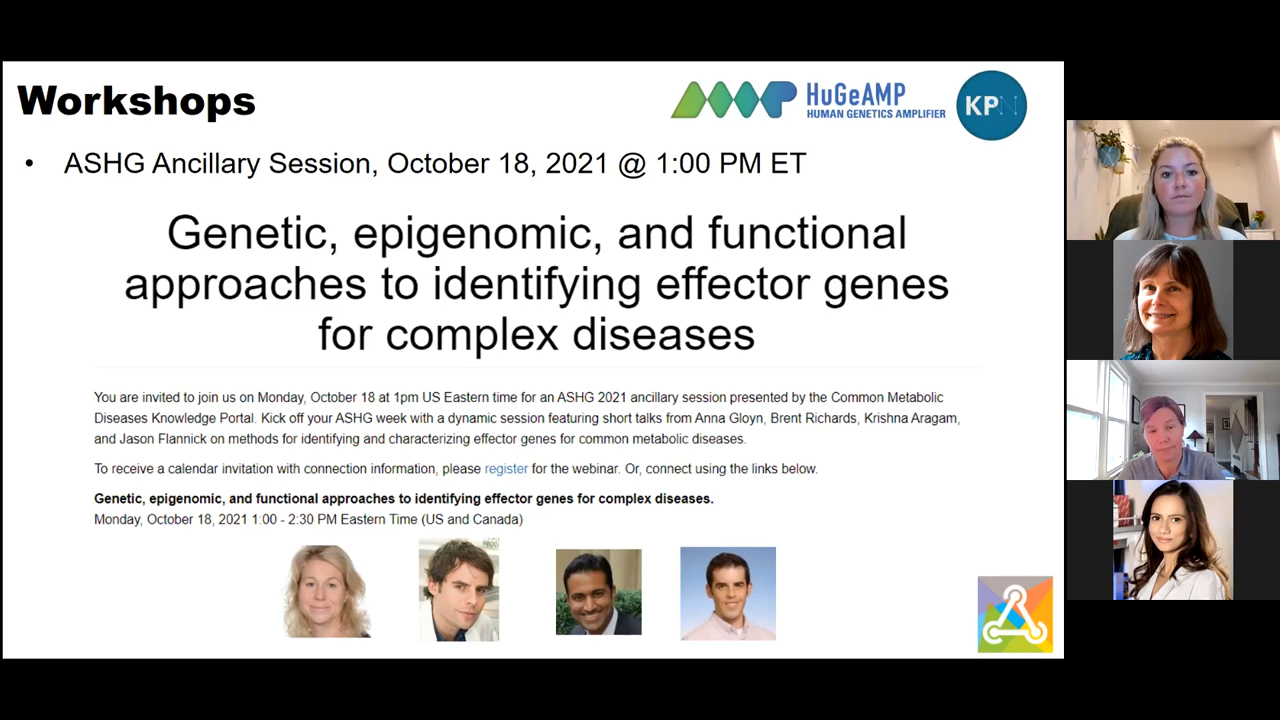 Workshops
HuGeAMP
HUMAN GENETICS AMPLIFIER
KPN
• ASHG Ancillary Session, October 18, 2021 @ 1:00 PM ET
Genetic, epigenomic, and functional
approaches to identifying effector genes
for complex diseases
You are invited to join us on Monday, October 18 at 1pm US Eastern time for an ASHG 2021 ancillary session presented by the Common Metabolic
Diseases Knowledge Portal. Kick off your ASHG week with a dynamic session featuring short talks from Anna Gloyn, Brent Richards, Krishna Aragam,
and Jason Flannick on methods for identifying and characterizing effector genes for common metabolic diseases.
To receive a calendar invitation with connection information, please register for the webinar. Or, connect using the links below.
Genetic, epigenomic, and functional approaches to identifying effector genes for complex diseases.
Monday, October 18, 2021 1:00 - 2:30 PM Eastern Time (US and Canada)